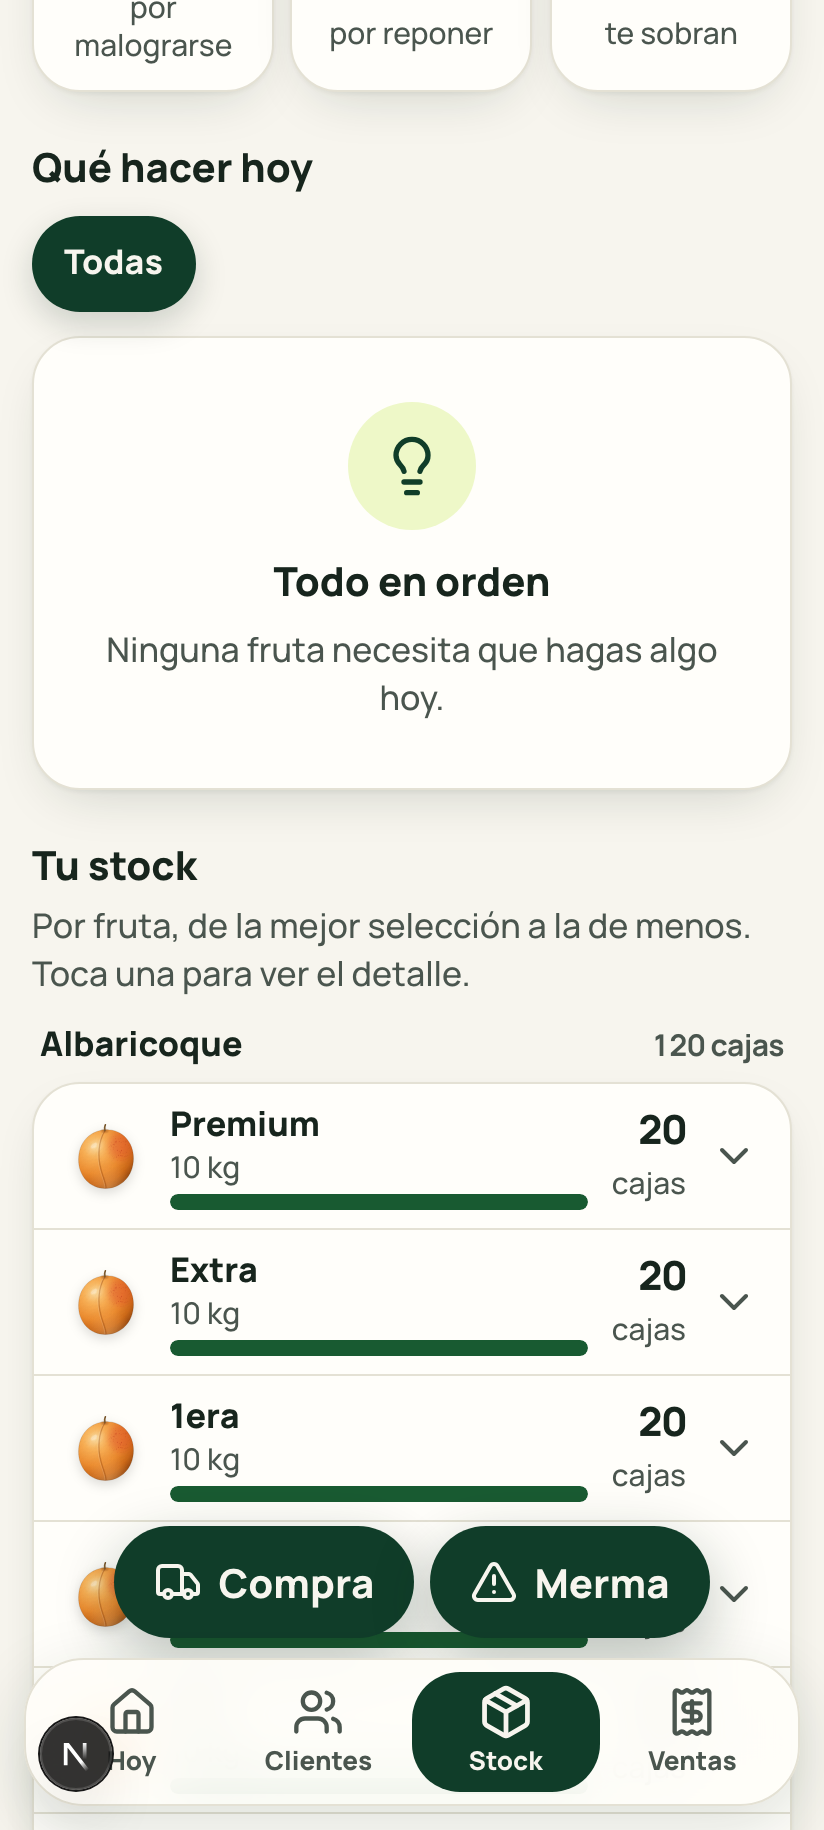 por
malograrse
por reponer
te sobran
Qué hacer hoy
Todas
Todo en orden
Ninguna fruta necesita que hagas algo
hoy.
Tu stock
Por fruta, de la mejor selección a la de menos.
Toca una para ver el detalle.
Albaricoque
120 cajas
Premium
20
10 kg
cajas
Extra
20
10 kg
cajas
1era
20
10 kg
cajas
Compra
Merma
N
Hoy
Clientes
Stock
Ventas